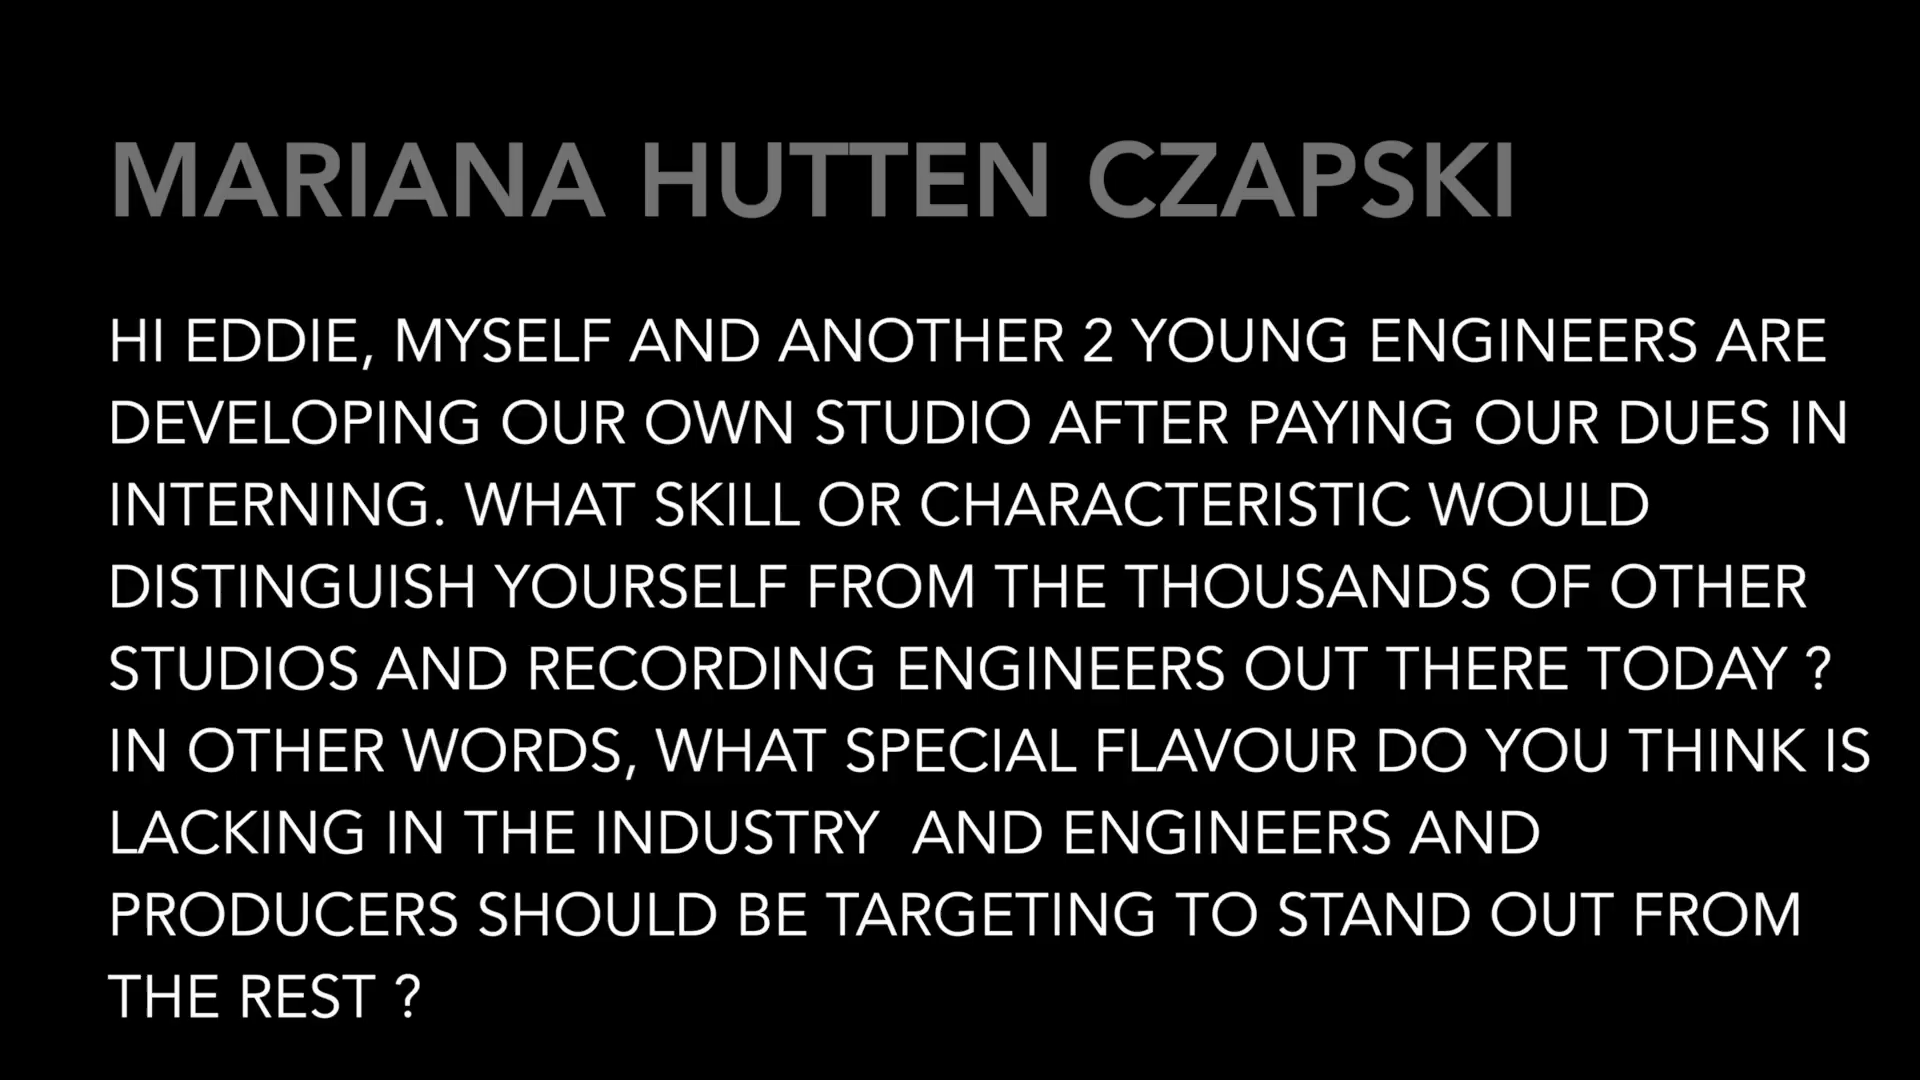 MARIANA HUTTEN CZAPSKI
HI EDDIE, MYSELF AND ANOTHER 2 YOUNG ENGINEERS ARE
DEVELOPING OUR OWN STUDIO AFTER PAYING OUR DUES IN
INTERNING. WHAT SKILL OR CHARACTERISTIC WOULD
DISTINGUISH YOURSELF FROM THE THOUSANDS OF OTHER
STUDIOS AND RECORDING ENGINEERS OUT THERE TODAY ?
IN OTHER WORDS, WHAT SPECIAL FLAVOUR DO YOU THINK IS
LACKING IN THE INDUSTRY  AND ENGINEERS AND
PRODUCERS SHOULD BE TARGETING TO STAND OUT FROM
THE REST ?